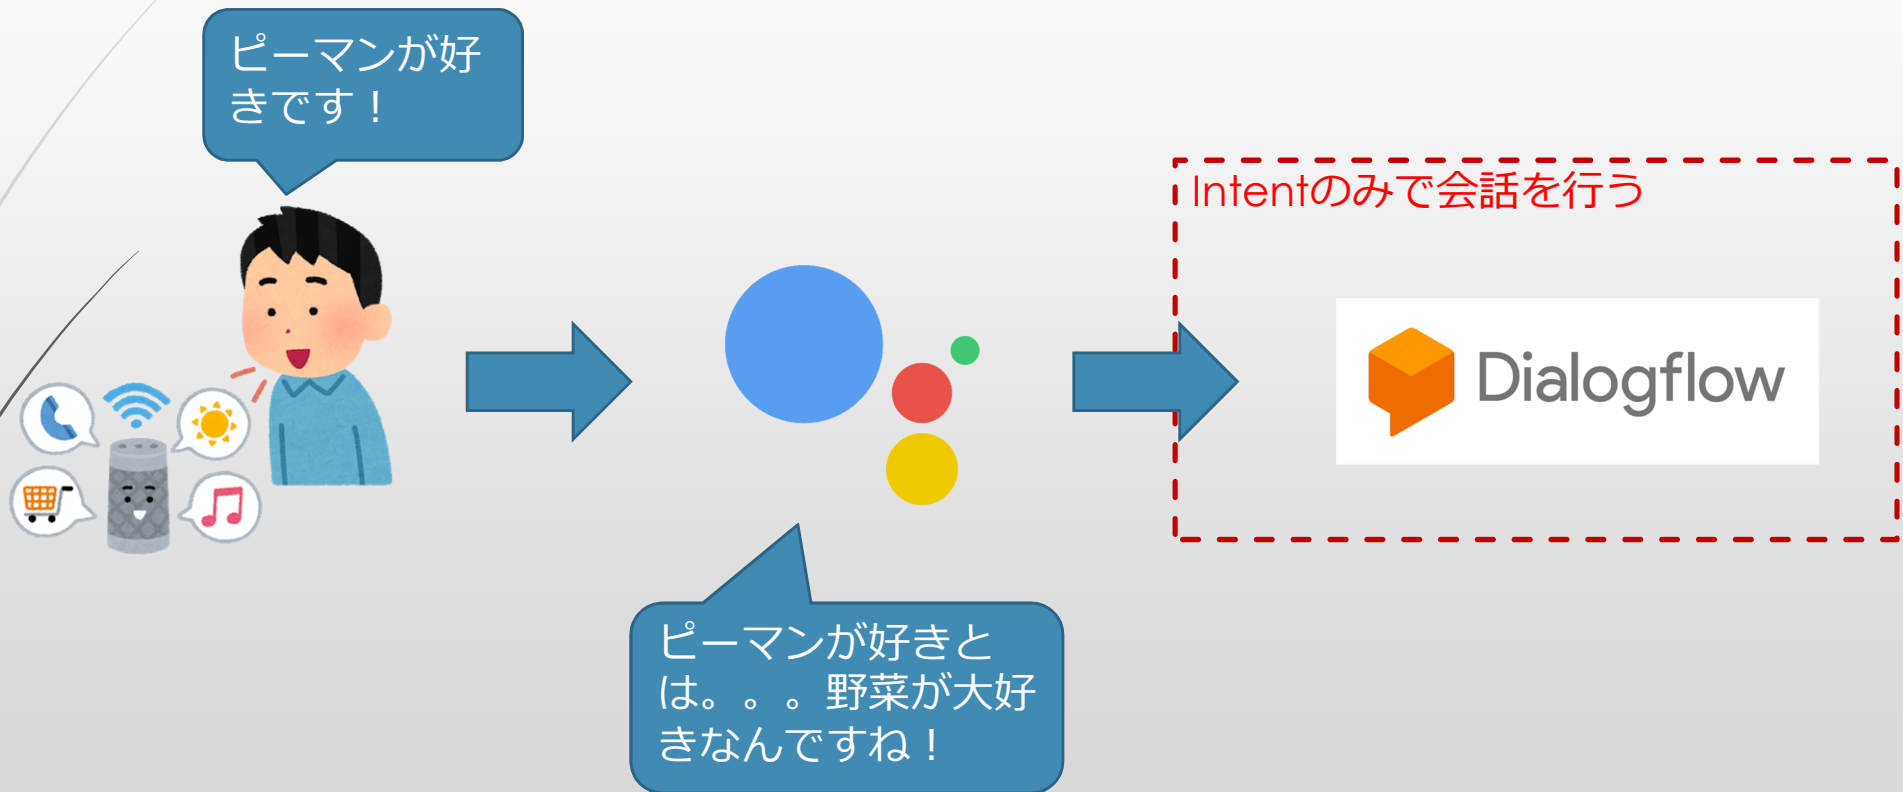 ピーマンが好
きです！
Intentのみで会話を行う
Dialogflow
ピーマンが好きと
は。。。野菜が大好
きなんですね！